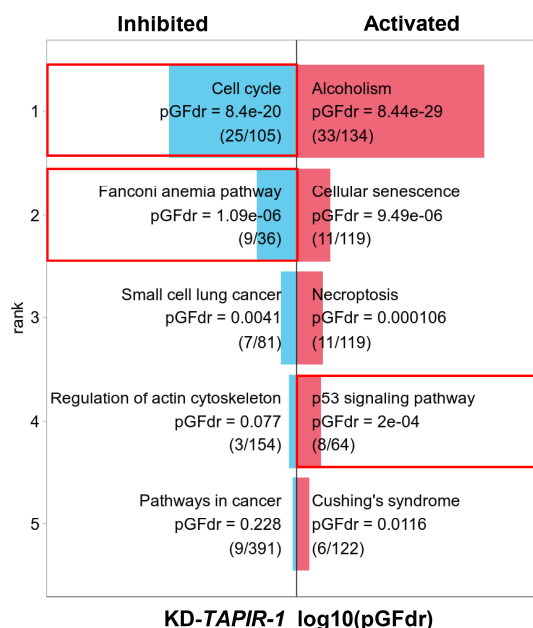 Inhibited Activated
1
Cell cycle
pGFdr = 8.4e-20
(25/105)
Alcoholism
pGFdr = 8.44e-29
(33/134)
2
Fanconi anemia pathway
pGFdr = 1.09e-06
(9/36)
Cellular senescence
pGFdr = 9.49e-06
(11/119)
rank
3
Small cell lung cancer
pGFdr = 0.0041
(7/81)
Necroptosis
pGFdr = 0.000106
(11/119)
4
Regulation of actin cytoskeleton
pGFdr = 0.077
(3/154)
p53 signaling pathway
pGFdr = 2e-04
(8/64)
5
Pathways in cancer
pGFdr = 0.228
(9/391)
Cushing's syndrome
pGFdr = 0.0116
(6/122)
KD-TAPIR-1 log10(pGFdr)